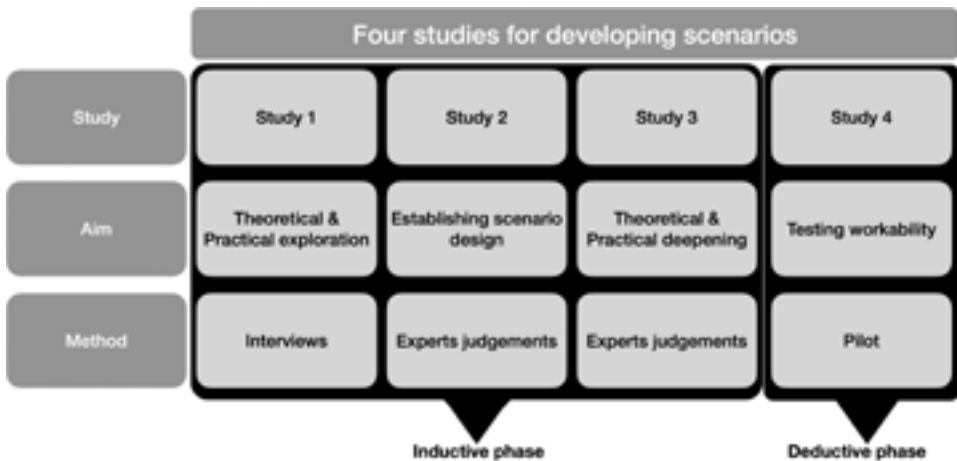 Four studies for developing scenarios
Study
Study 1
Study 2
Study 3
Study 4
Aim
Theoretical &
Practical exploration
Establishing scenario
design
Theoretical &
Practical deepening
Testing workability
Method
Interviews
Experts judgements
Experts judgements
Pilot
Inductive phase
Deductive phase